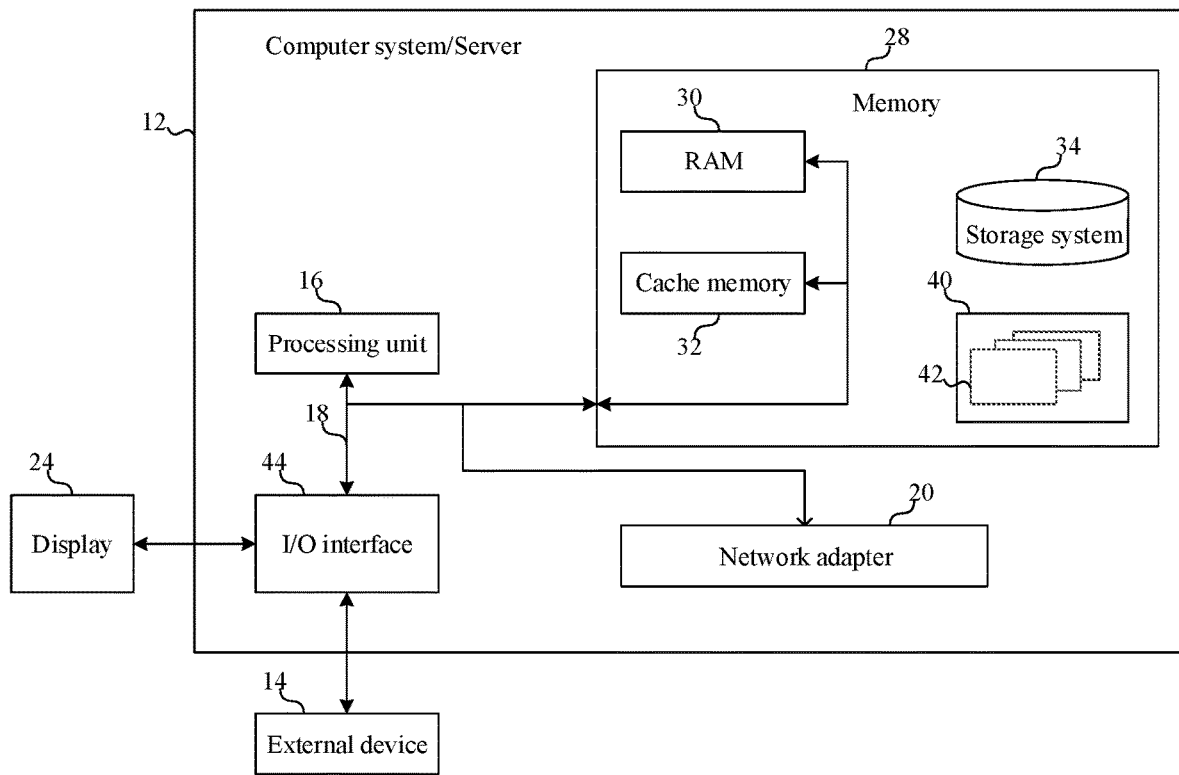 Computer system/Server
28
Memory
12
30
RAM
34
Storage system
Cache memory
32
16
Processing unit
40
42
18
24
44
Display
I/O interface
20
Network adapter
14
External device